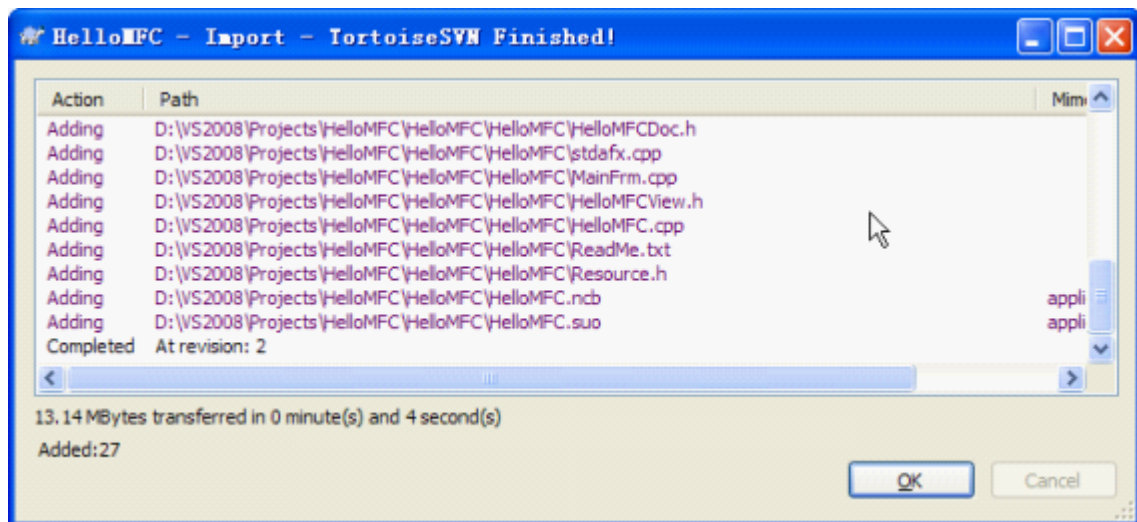 HelloMFC - Import - TortoiseSVN Finished!
Action Path Mim
Adding D:\VS2008\Projects\HelloMFC\HelloMFC\HelloMFC\HelloMFCDoc.h
Adding D:\VS2008\Projects\HelloMFC\HelloMFC\HelloMFC\stdafx.cpp
Adding D:\VS2008\Projects\HelloMFC\HelloMFC\HelloMFC\MainFrm.cpp
Adding D:\VS2008\Projects\HelloMFC\HelloMFC\HelloMFC\HelloMFCView.h
Adding D:\VS2008\Projects\HelloMFC\HelloMFC\HelloMFC\HelloMFC.cpp
Adding D:\VS2008\Projects\HelloMFC\HelloMFC\HelloMFC\ReadMe.txt
Adding D:\VS2008\Projects\HelloMFC\HelloMFC\HelloMFC\Resource.h
Adding D:\VS2008\Projects\HelloMFC\HelloMFC\HelloMFC.ncb appli
Adding D:\VS2008\Projects\HelloMFC\HelloMFC\HelloMFC.suo appli
Completed At revision: 2
13.14 MBytes transferred in 0 minute(s) and 4 second(s)
Added:27
OK Cancel